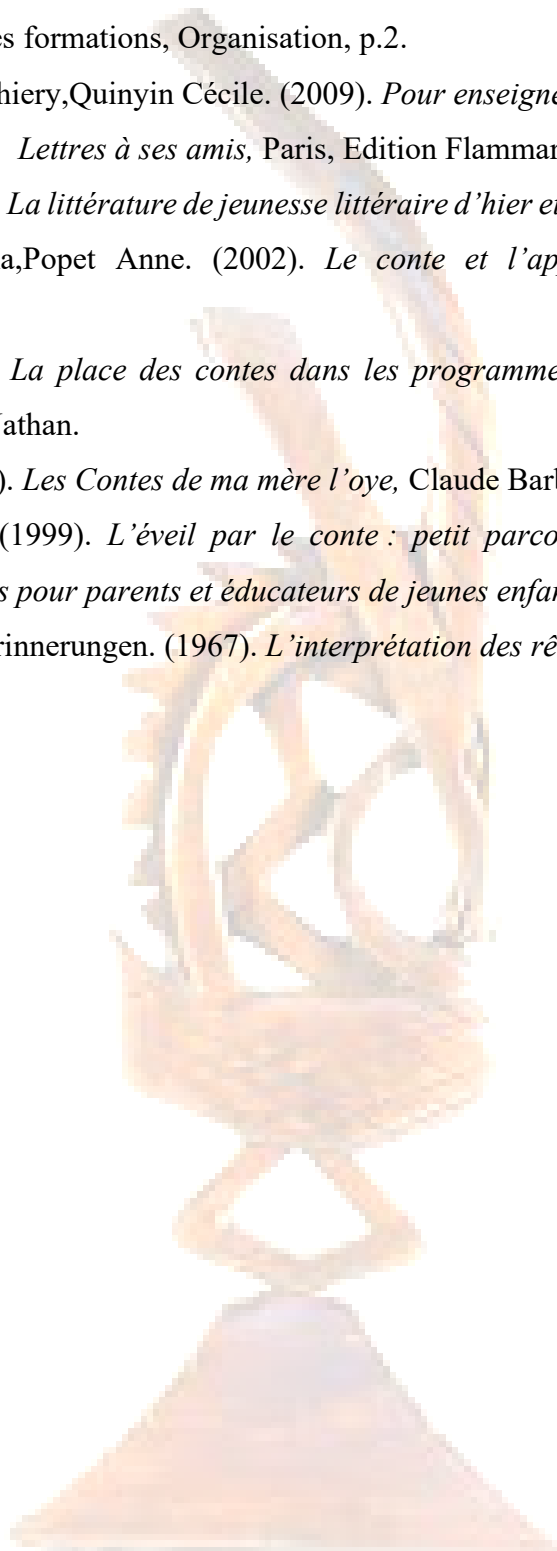 es formations, Organisation, p.2.
hiery,Quinyin Cécile. (2009). Pour enseigne
Lettres à ses amis, Paris, Edition Flammar
La littérature de jeunesse littéraire d’hier et
a,Popet Anne. (2002). Le conte et l’ap
La place des contes dans les programme
Nathan.
). Les Contes de ma mère l’oye, Claude Barb
(1999). L’éveil par le conte : petit parco
s pour parents et éducateurs de jeunes enfan
rinnerungen. (1967). L’interprétation des rê